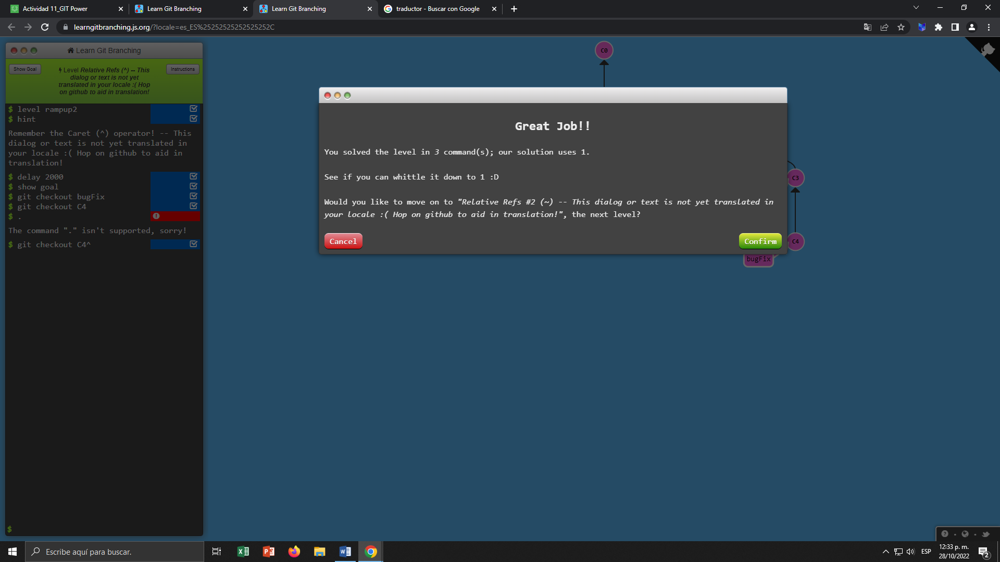 Actividad 11_GIT Power
Learn Git Branching
Learn Git Branching
traductor - Buscar con Google
learngitbranching.js.org/?locale=es_ES%25252525252525252C
Learn Git Branching
Show Goal
Level Relative Refs (^) -- This
dialog or text is not yet
translated in your locale :( Hop
on github to aid in translation!
Instructions
$ level rampup2
$ hint
Remember the Caret (^) operator! -- This
dialog or text is not yet translated in
your locale :( Hop on github to aid in
translation!
$ delay 2000
$ show goal
$ git checkout bugFix
$ git checkout C4
$ .
The command "." isn't supported, sorry!
$ git checkout C4^
$
C0
Great Job!!
You solved the level in 3 command(s); our solution uses 1.
See if you can whittle it down to 1 :D
Would you like to move on to "Relative Refs #2 (~) -- This dialog or text is not yet translated in
your locale :( Hop on github to aid in translation!", the next level?
Cancel
Confirm
C3
C4
bugFix
Escribe aquí para buscar.
ESP
12:33 p. m.
28/10/2022
2